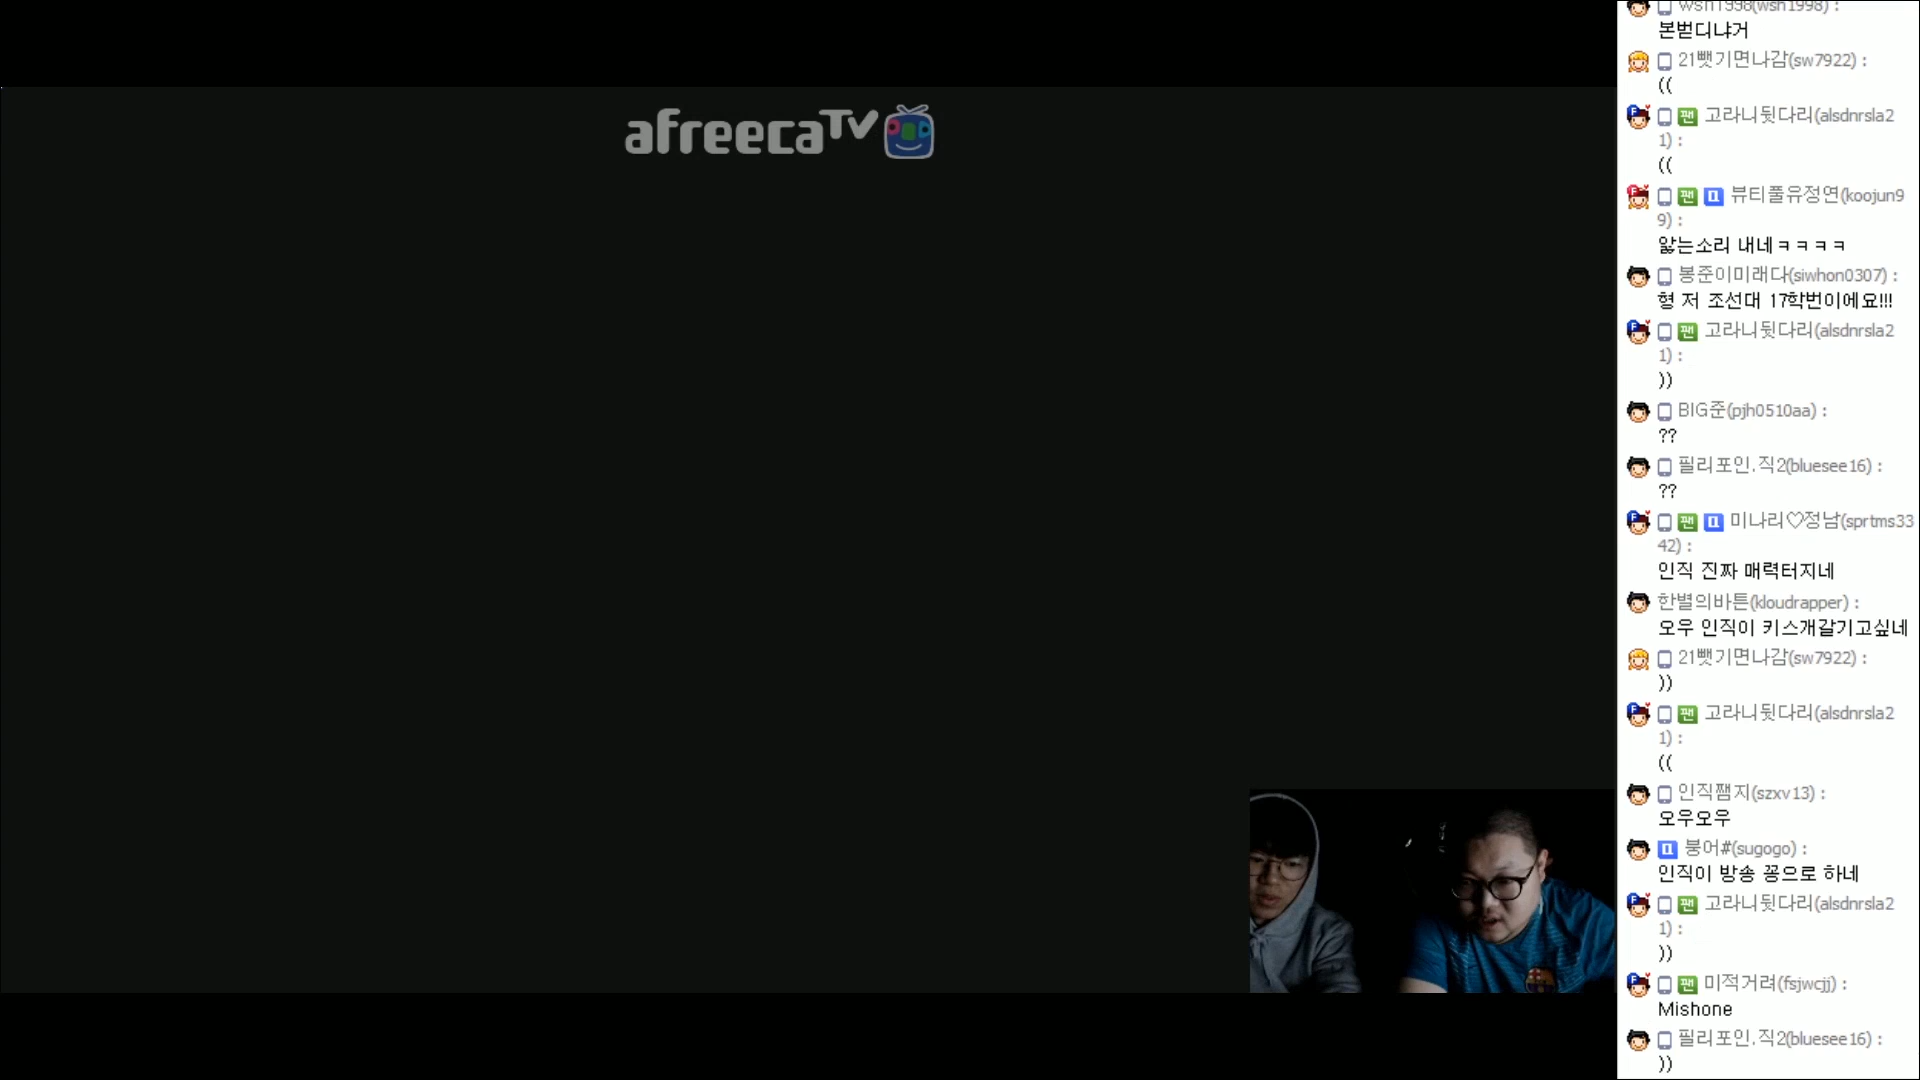 afreecaTV
wsh1998(wsh1998) :
본벋디냐거
21뺏기면나감(sw7922) :
((
팬 고라니뒷다리(alsdnrsla2
1) :
((
팬 뷰티풀유정연(koojun9
9) :
앓는소리 내네ㅋㅋㅋㅋ
봉준이미래다(siwhon0307) :
형 저 조선대 17학번이에요!!!
팬 고라니뒷다리(alsdnrsla2
1) :
))
BIG준(pjh0510aa) :
??
필리포인.직2(bluesee16) :
??
팬 미나리♡정남(sprtms33
42) :
인직 진짜 매력터지네
한별의바튼(kloudrapper) :
오우 인직이 키스개갈기고싶네
21뺏기면나감(sw7922) :
))
팬 고라니뒷다리(alsdnrsla2
1) :
((
인직쨈지(szxv13) :
오우오우
붕어#(sugogo) :
인직이 방송 꽁으로 하네
팬 고라니뒷다리(alsdnrsla2
1) :
))
팬 미적거려(fsjwcjj) :
Mishone
필리포인.직2(bluesee16) :
))